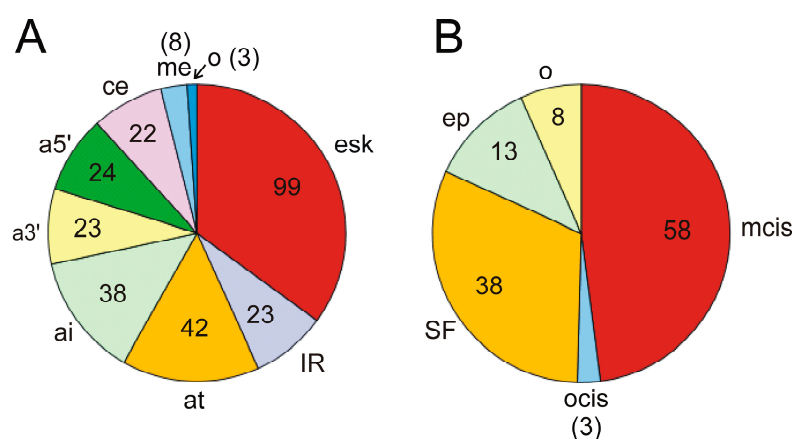 A
(8)
me
o (3)
ce
22
a5'
24
a3'
23
ai
38
at
42
IR
23
esk
99
B
o
8
ep
13
SF
38
ocis
(3)
mcis
58